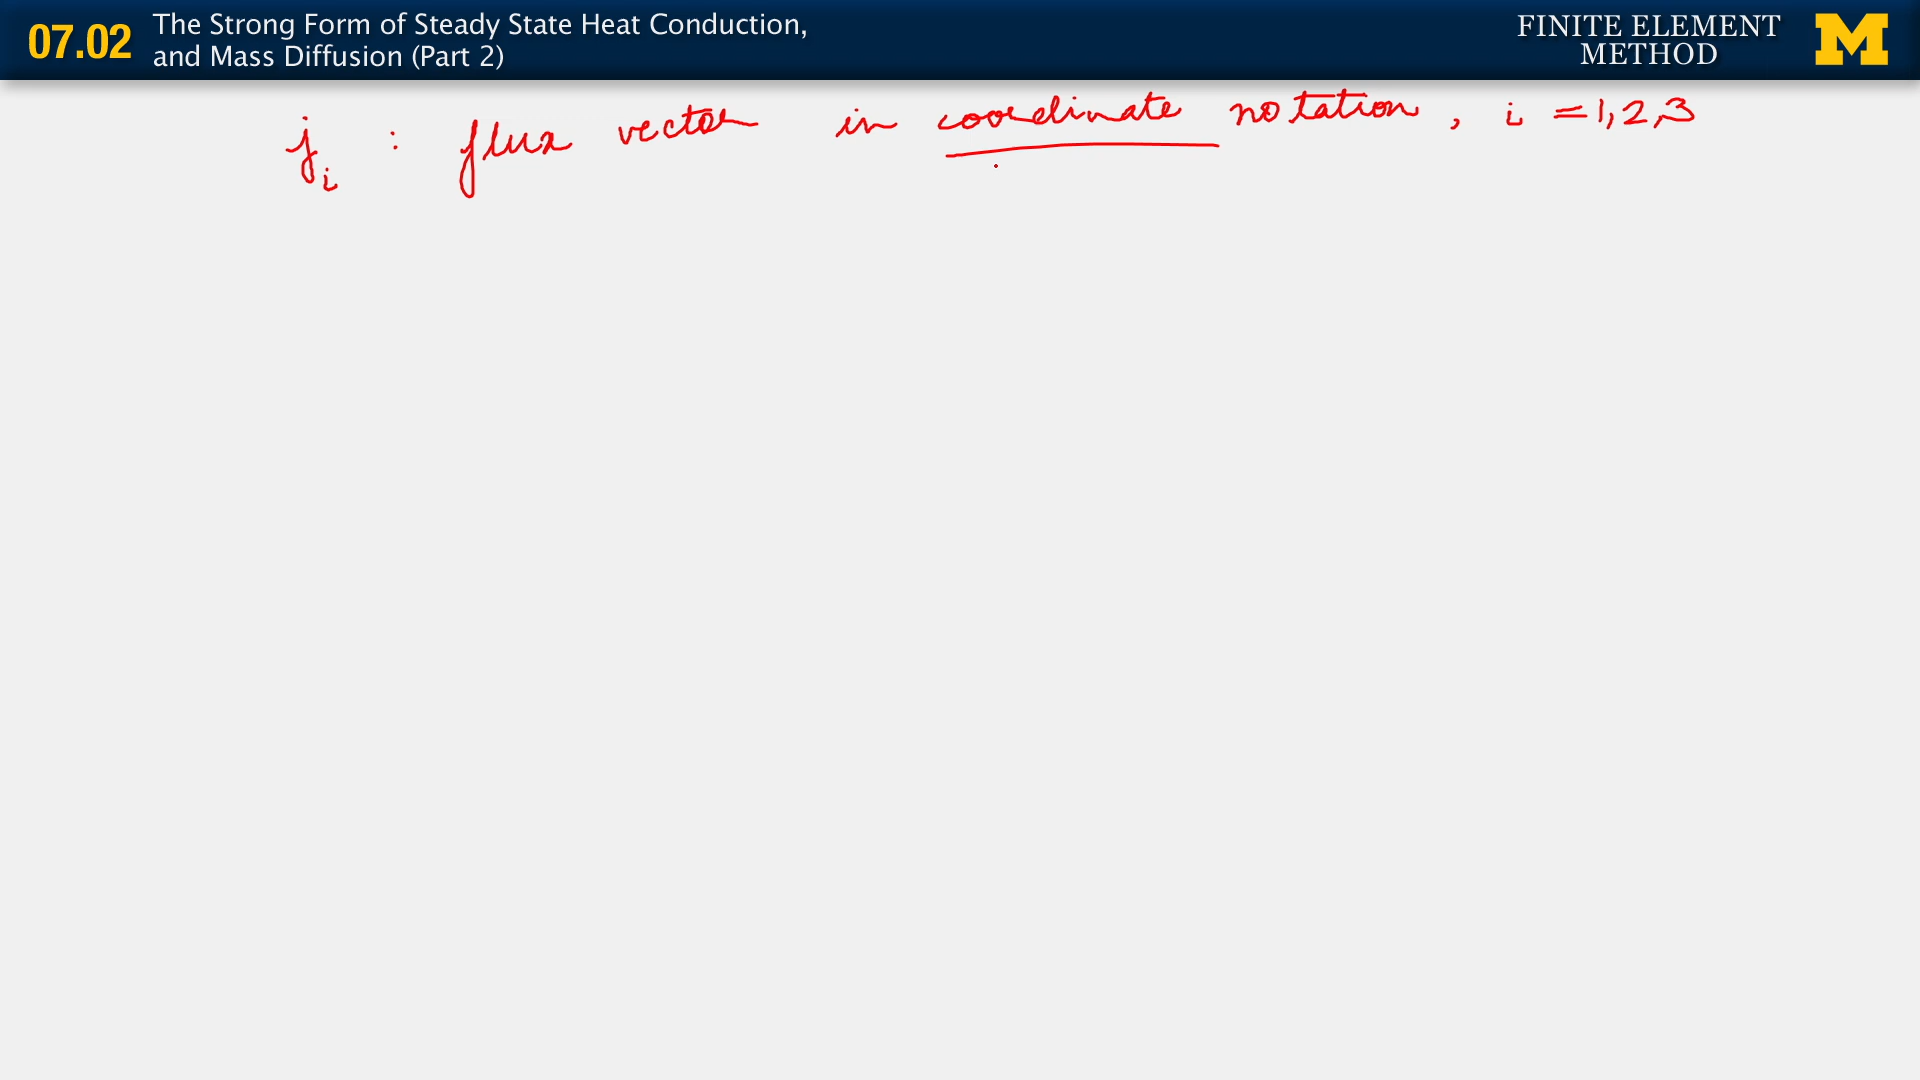 07.02
The Strong Form of Steady State Heat Conduction,
and Mass Diffusion (Part 2)
FINITE ELEMENT
METHOD
M
j_i : flux vector in coordinate notation, i = 1,2,3